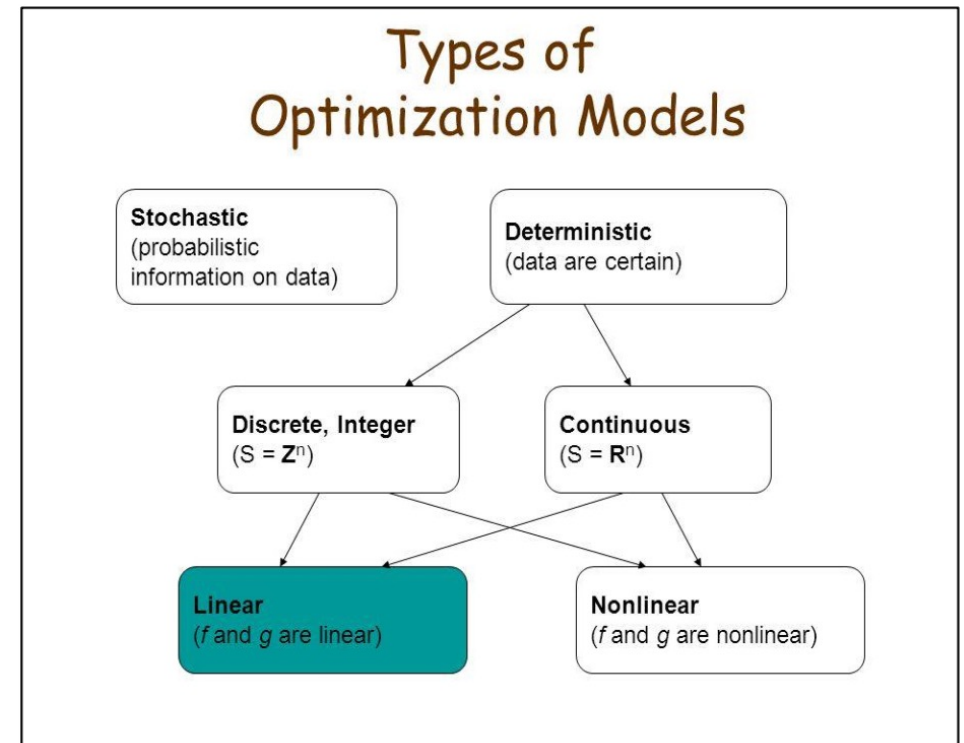 Types of
Optimization Models
Stochastic
(probabilistic
information on data)
Deterministic
(data are certain)
Discrete, Integer
(S = Zⁿ)
Continuous
(S = Rⁿ)
Linear
(f and g are linear)
Nonlinear
(f and g are nonlinear)